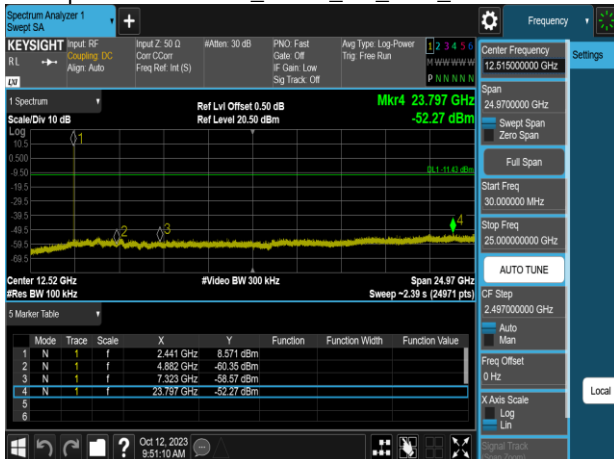 Spectrum Analyzer 1
Swept SA
+
Frequency
KEYSIGHT
RL
LXI
Input: RF
Coupling: DC
Align: Auto
Input Z: 50 Ω
Corr CCorr
Freq Ref: Int (S)
#Atten: 30 dB
PNO: Fast
Gate: Off
IF Gain: Low
Sig Track: Off
Avg Type: Log-Power
Trig: Free Run
1 2 3 4 5 6
M W W W W W
P N N N N N
1 Spectrum
Scale/Div 10 dB
Log
Ref Lvl Offset 0.50 dB
Ref Level 20.50 dBm
Mkr4 23.797 GHz
-52.27 dBm
10.5
0.500
-9.50
-19.5
-29.5
-39.5
-49.5
-59.5
-69.5
1
2
3
4
DL1 -11.43 dBm
Center 12.52 GHz
#Res BW 100 kHz
#Video BW 300 kHz
Span 24.97 GHz
Sweep ~2.39 s (24971 pts)
5 Marker Table
Mode Trace Scale X Y Function Function Width Function Value
1 N 1 f 2.441 GHz 8.571 dBm
2 N 1 f 4.882 GHz -60.35 dBm
3 N 1 f 7.323 GHz -58.57 dBm
4 N 1 f 23.797 GHz -52.27 dBm
5
6
Oct 12, 2023
9:51:10 AM
?
Center Frequency
12.515000000 GHz
Span
24.9700000 GHz
Swept Span
Zero Span
Full Span
Start Freq
30.000000 MHz
Stop Freq
25.000000000 GHz
AUTO TUNE
CF Step
2.497000000 GHz
Auto
Man
Freq Offset
0 Hz
X Axis Scale
Log
Lin
Signal Track
(Span Zoom)
Settings
Local